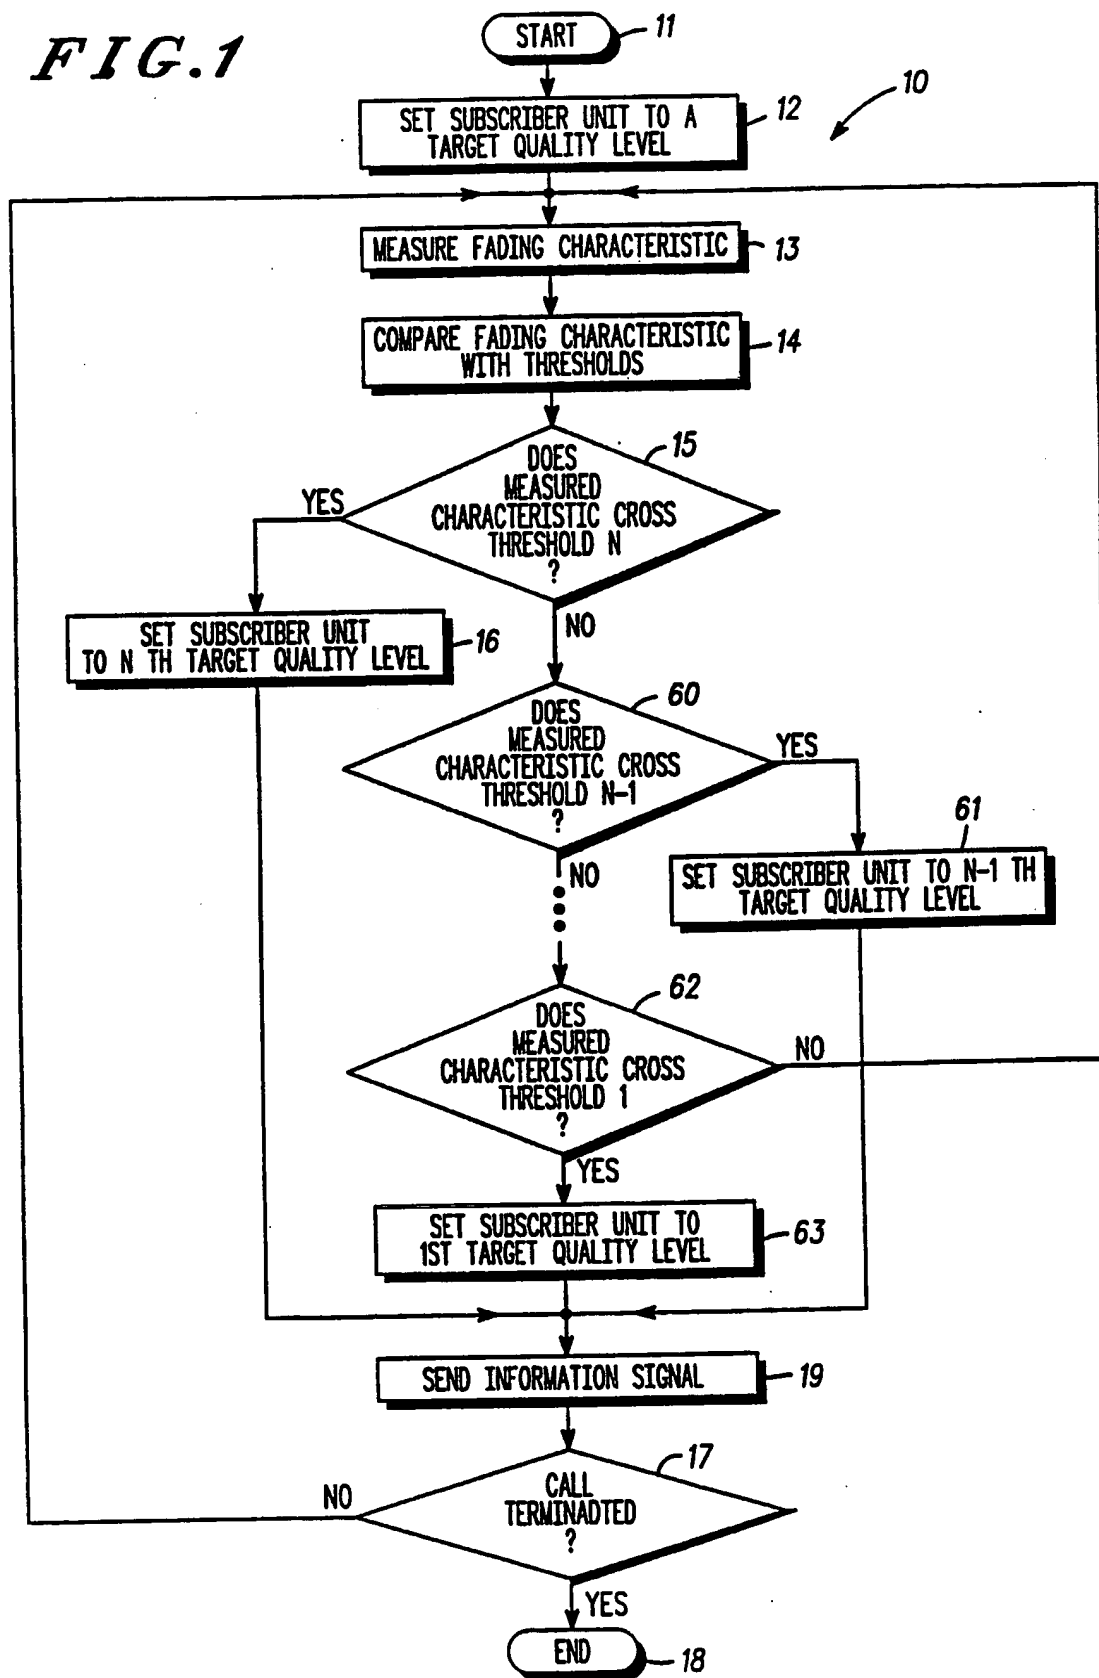 FIG.1
START
11
10
SET SUBSCRIBER UNIT TO A
TARGET QUALITY LEVEL
12
MEASURE FADING CHARACTERISTIC
13
COMPARE FADING CHARACTERISTIC
WITH THRESHOLDS
14
DOES
MEASURED
CHARACTERISTIC CROSS
THRESHOLD N
?
15
YES
NO
SET SUBSCRIBER UNIT
TO N TH TARGET QUALITY LEVEL
16
DOES
MEASURED
CHARACTERISTIC CROSS
THRESHOLD N-1
?
60
YES
NO
61
SET SUBSCRIBER UNIT TO N-1 TH
TARGET QUALITY LEVEL
DOES
MEASURED
CHARACTERISTIC CROSS
THRESHOLD 1
?
62
NO
YES
SET SUBSCRIBER UNIT TO
1ST TARGET QUALITY LEVEL
63
SEND INFORMATION SIGNAL
19
CALL
TERMINADTED
?
17
NO
YES
END
18